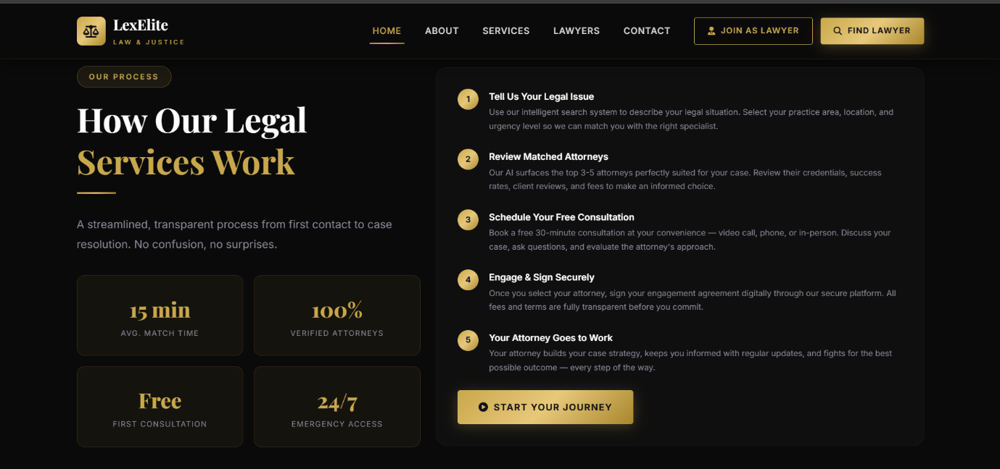 LexElite
LAW & JUSTICE
HOME
ABOUT
SERVICES
LAWYERS
CONTACT
JOIN AS LAWYER
FIND LAWYER
OUR PROCESS
How Our Legal
Services Work
A streamlined, transparent process from first contact to case
resolution. No confusion, no surprises.
15 min
AVG. MATCH TIME
100%
VERIFIED ATTORNEYS
Free
FIRST CONSULTATION
24/7
EMERGENCY ACCESS
1
Tell Us Your Legal Issue
Use our intelligent search system to describe your legal situation. Select your practice area, location, and
urgency level so we can match you with the right specialist.
2
Review Matched Attorneys
Our AI surfaces the top 3-5 attorneys perfectly suited for your case. Review their credentials, success
rates, client reviews, and fees to make an informed choice.
3
Schedule Your Free Consultation
Book a free 30-minute consultation at your convenience — video call, phone, or in-person. Discuss your
case, ask questions, and evaluate the attorney's approach.
4
Engage & Sign Securely
Once you select your attorney, sign your engagement agreement digitally through our secure platform. All
fees and terms are fully transparent before you commit.
5
Your Attorney Goes to Work
Your attorney builds your case strategy, keeps you informed with regular updates, and fights for the best
possible outcome — every step of the way.
START YOUR JOURNEY